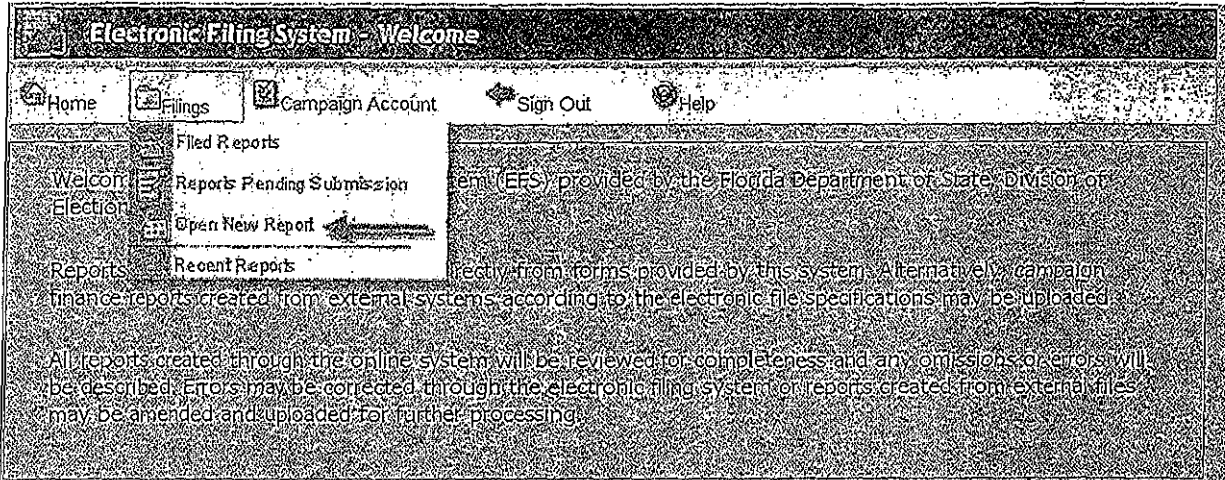 Electronic Filing System - Welcome
Home Filings Campaign Account Sign Out Help
Filed Reports
Reports Pending Submission
Open New Report
Recent Reports
Welcom em (EFS) provided by the Florida Department of State, Division of
Election
Reports rectly from forms provided by this system. Alternatively, campaign
finance reports created from external systems according to the electronic file specifications may be uploaded.
All reports created through the online system will be reviewed for completeness and any omissions or errors will
be described. Errors may be corrected through the electronic filing system or reports created from external files
may be amended and uploaded for further processing.